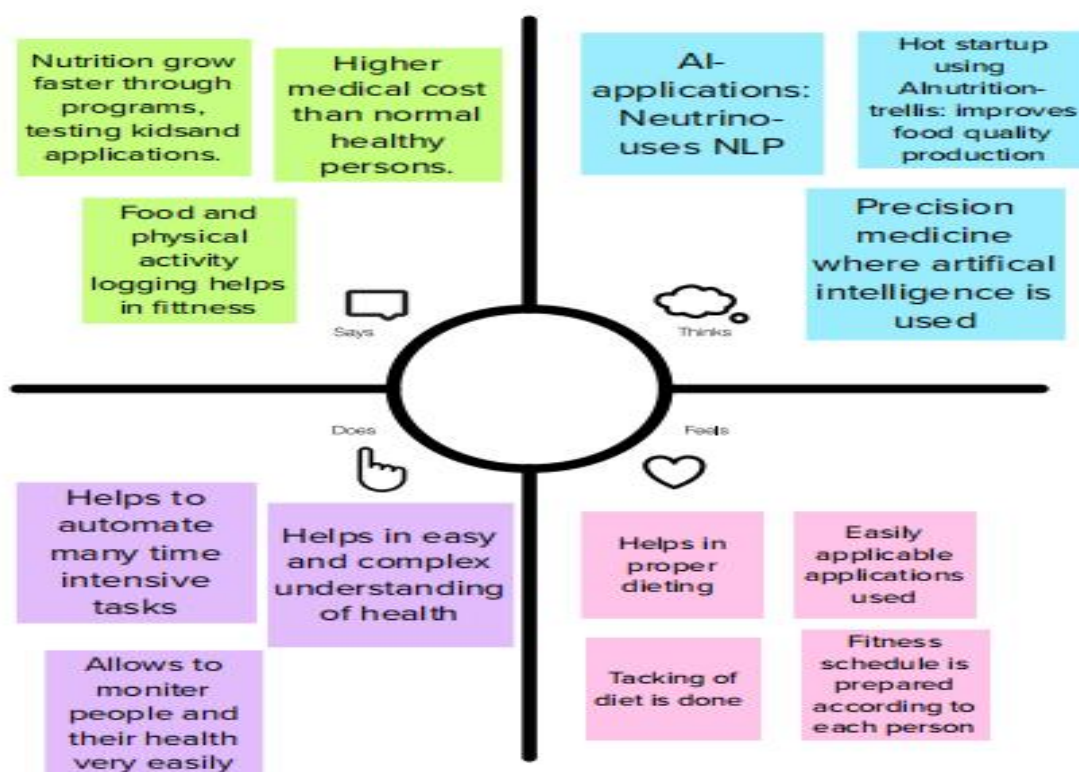 Nutrition grow
faster through
programs,
testing kidsand
applications.
Higher
medical cost
than normal
healthy
persons.
Food and
physical
activity
logging helps
in fittness
Says
AI-
applications:
Neutrino-
uses NLP
Hot startup
using
AInutrition-
trellis: improves
food quality
production
Precision
medicine
where artifical
intelligence is
used
Thinks
Does
Helps to
automate
many time
intensive
tasks
Helps in easy
and complex
understanding
of health
Allows to
moniter
people and
their health
very easily
Feels
Helps in
proper
dieting
Easily
applicable
applications
used
Tacking of
diet is done
Fitness
schedule is
prepared
according to
each person